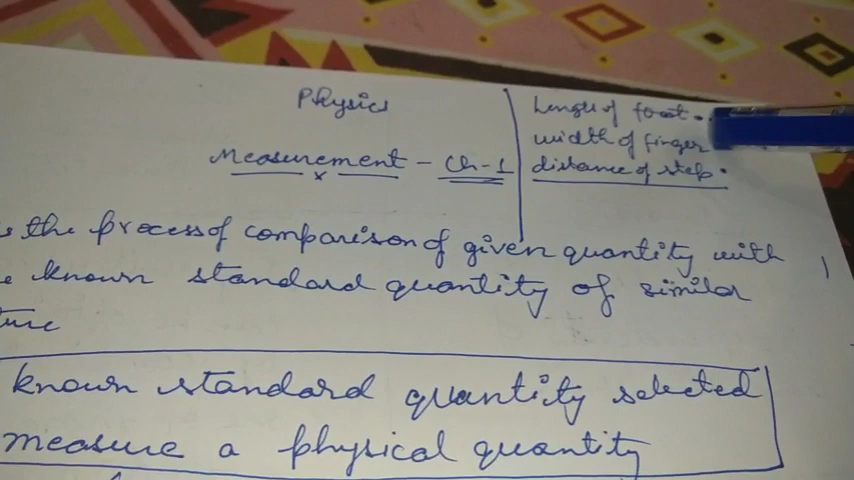 Physics
Measurement - Ch-1
Length of foot.
width of finger
distance of step.
the process of comparison of given quantity with
known standard quantity of similar
known standard quantity selected
measure a physical quantity